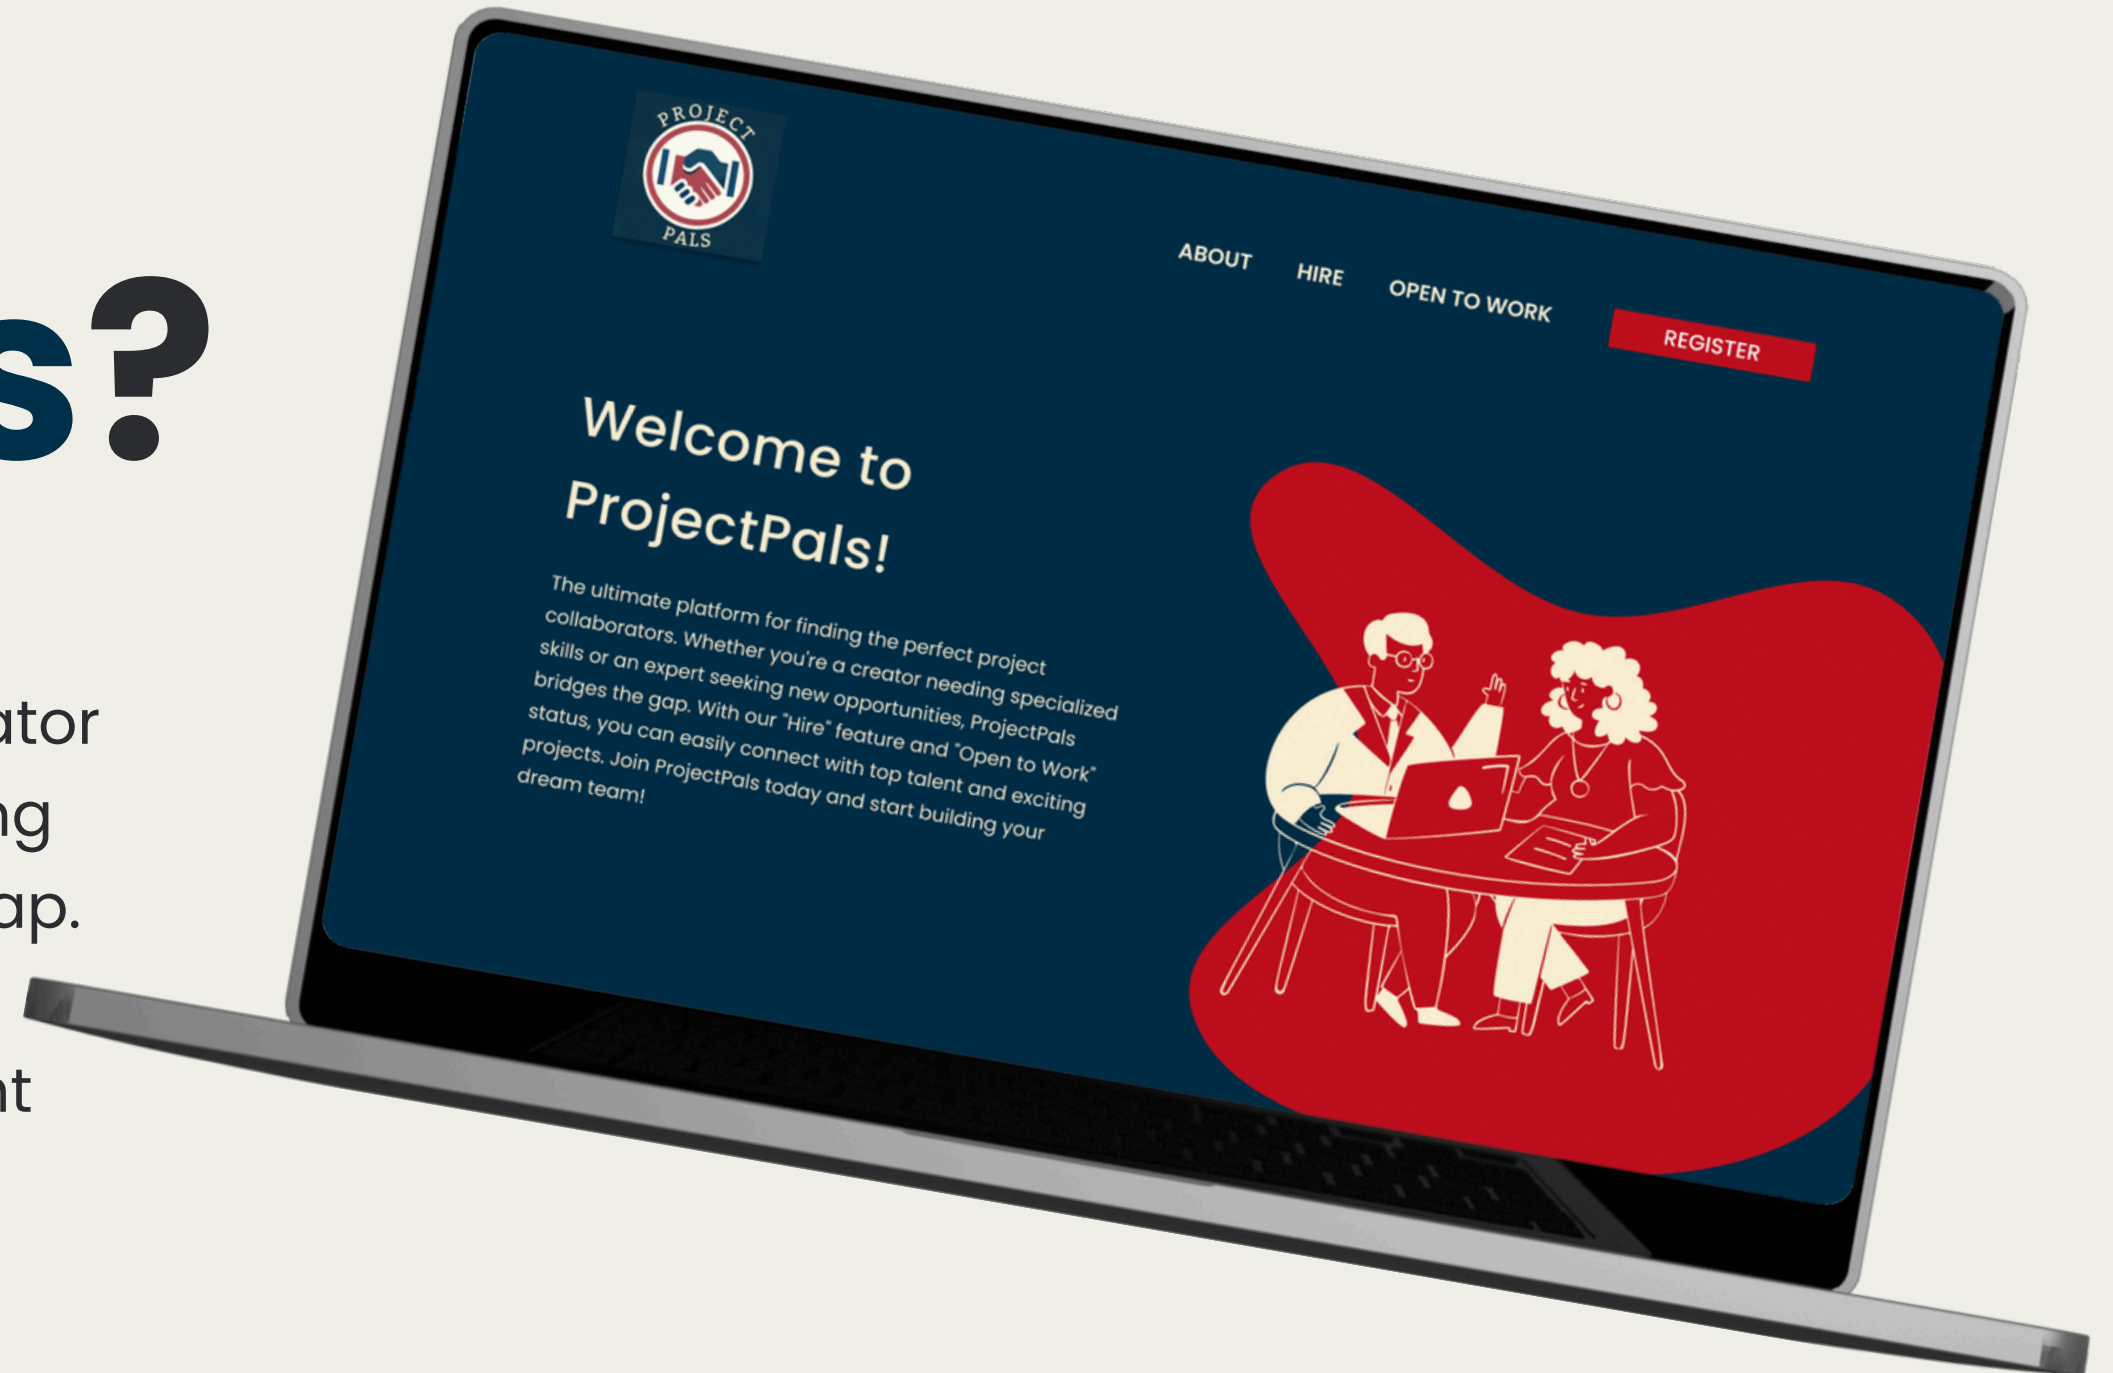 s?
ator
ng
ap.
nt
PROJECT
PALS
ABOUT
HIRE
OPEN TO WORK
REGISTER
Welcome to
ProjectPals!
The ultimate platform for finding the perfect project
collaborators. Whether you're a creator needing specialized
skills or an expert seeking new opportunities, ProjectPals
bridges the gap. With our "Hire" feature and "Open to Work"
status, you can easily connect with top talent and exciting
projects. Join ProjectPals today and start building your
dream team!